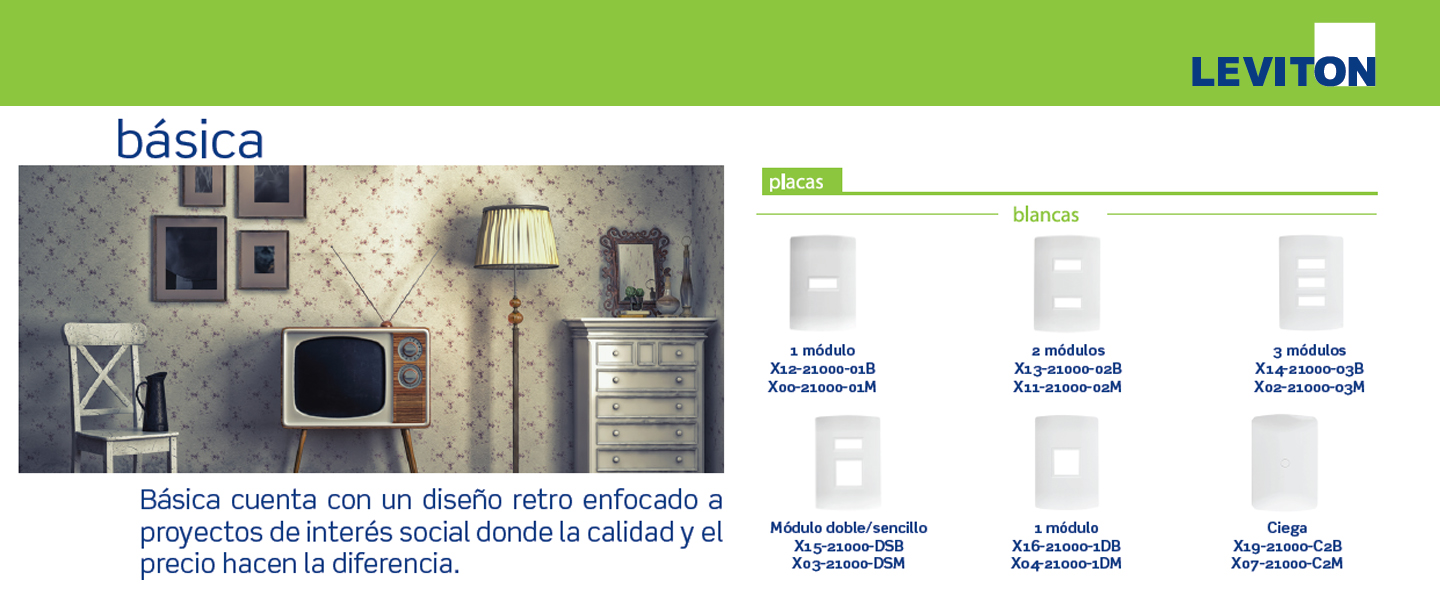 LEVITON
básica
Básica cuenta con un diseño retro enfocado a
proyectos de interés social donde la calidad y el
precio hacen la diferencia.
placas
blancas
1 módulo
X12-21000-01B
X00-21000-01M
2 módulos
X13-21000-02B
X11-21000-02M
3 módulos
X14-21000-03B
X02-21000-03M
Módulo doble/sencillo
X15-21000-DSB
X03-21000-DSM
1 módulo
X16-21000-1DB
X04-21000-1DM
Ciega
X19-21000-C2B
X07-21000-C2M